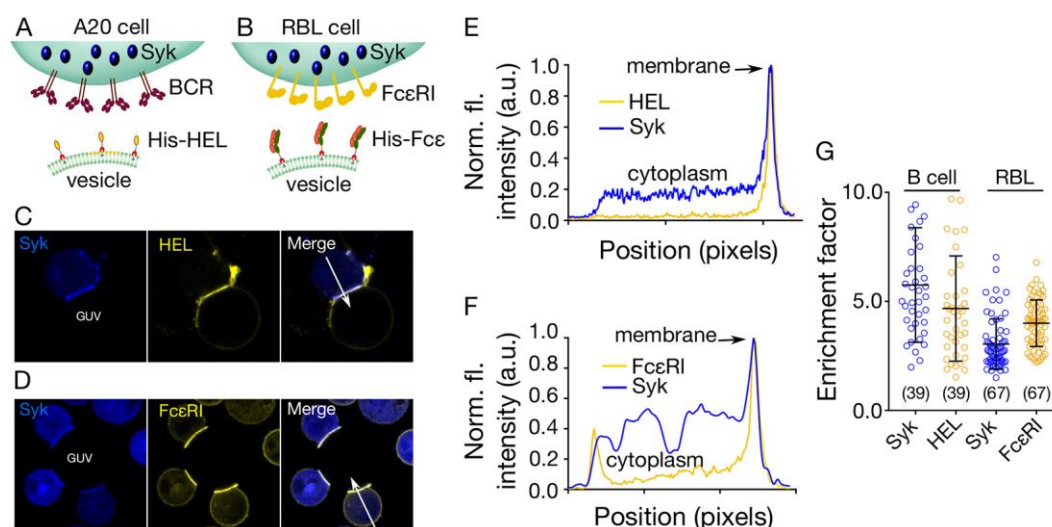 A
A20 cell
Syk
BCR
His-HEL
vesicle
B
RBL cell
FcεRI
His-Fcε
vesicle
C
Syk
GUV
HEL
Merge
D
Syk
GUV
FcεRI
Merge
E
Norm. fl.
intensity (a.u.)
1.0
0.8
0.6
0.4
0.2
0.0
membrane
HEL
Syk
cytoplasm
Position (pixels)
F
Norm. fl.
intensity (a.u.)
1.0
0.8
0.6
0.4
0.2
0.0
membrane
FcεRI
Syk
cytoplasm
Position (pixels)
G
B cell
RBL
Enrichment factor
10.0
5.0
0.0
(39)
(39)
(67)
(67)
Syk
HEL
Syk
FcεRI